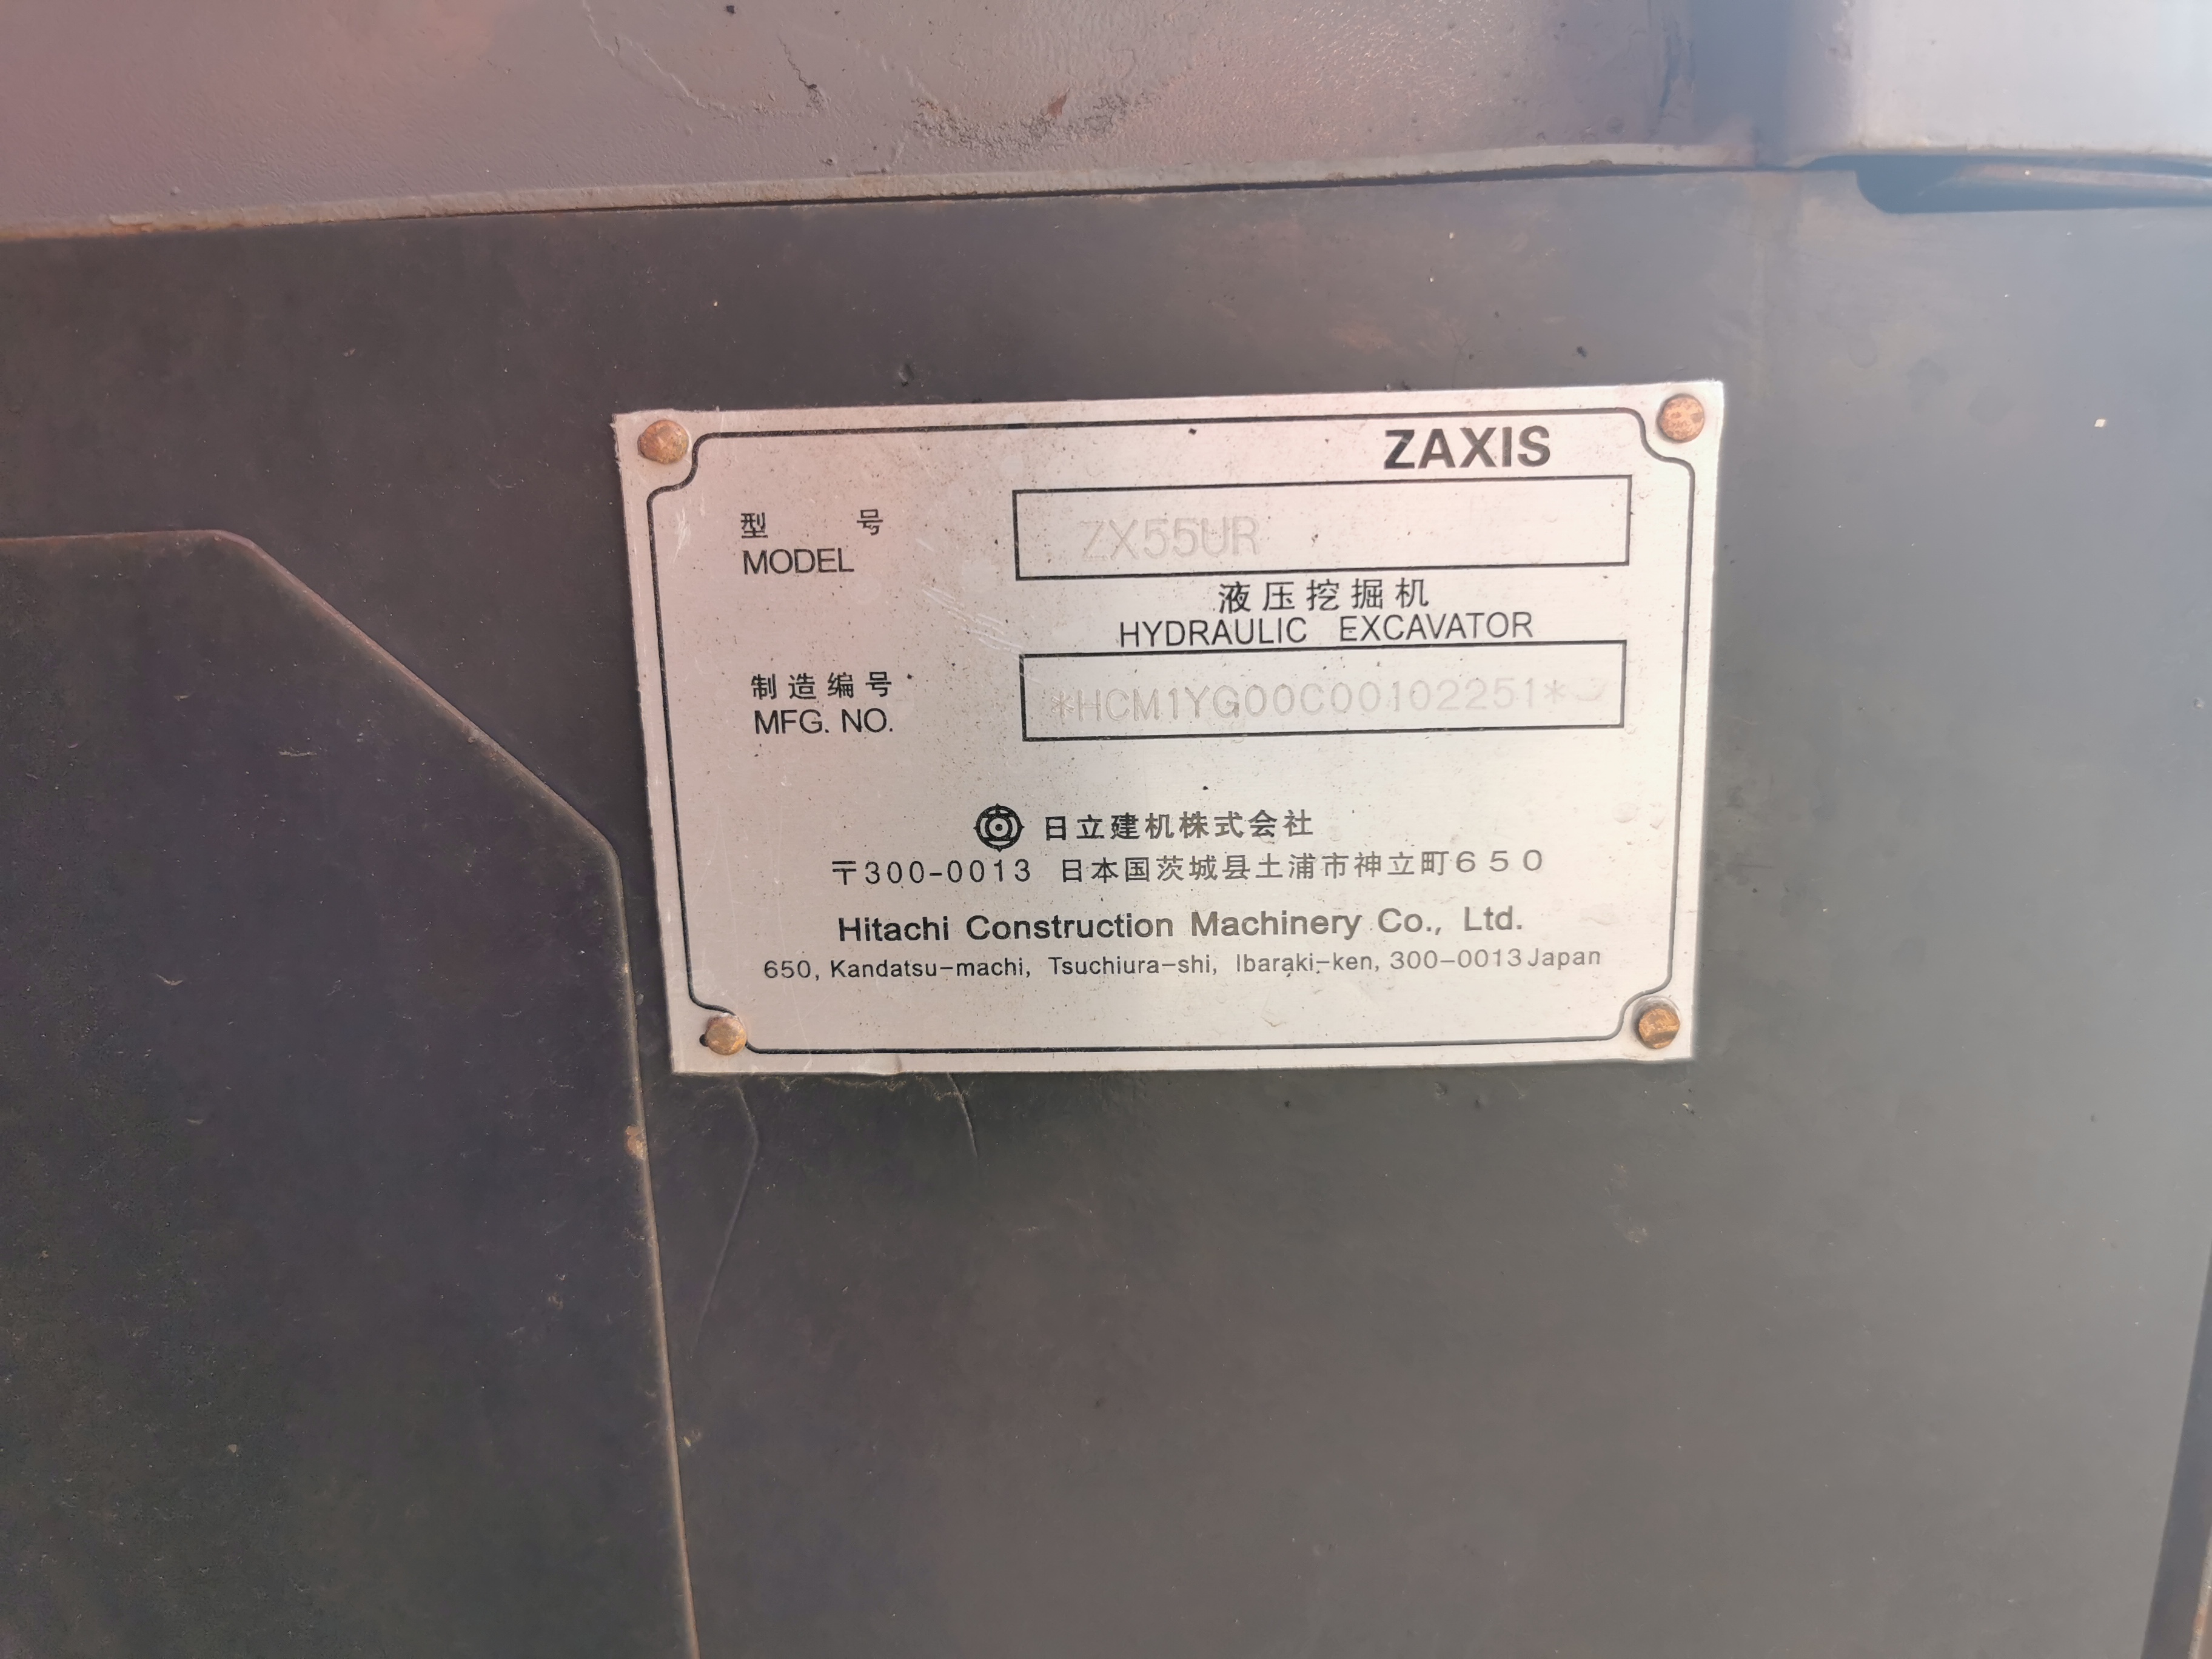 ZAXIS
型 号
MODEL
ZX55UR
液压挖掘机
HYDRAULIC EXCAVATOR
制造编号
MFG. NO.
*HCM1YG00C00102251*
日立建机株式会社
〒300-0013 日本国茨城县土浦市神立町650
Hitachi Construction Machinery Co., Ltd.
650, Kandatsu-machi, Tsuchiura-shi, Ibaraki-ken, 300-0013 Japan